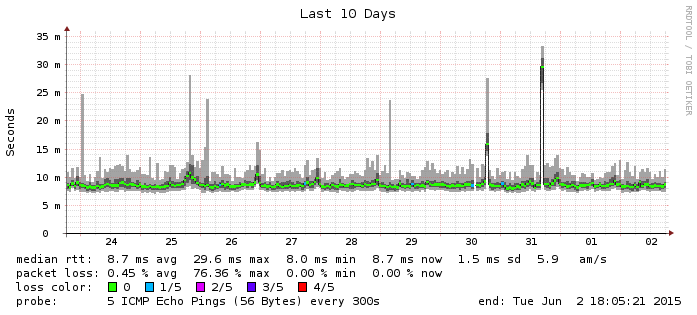 Last 10 Days
RRDTOOL / TOBI OETIKER
Seconds
35 m
30 m
25 m
20 m
15 m
10 m
5 m
0
24 25 26 27 28 29 30 31 01 02
median rtt: 8.7 ms avg 29.6 ms max 8.0 ms min 8.7 ms now 1.5 ms sd 5.9 am/s
packet loss: 0.45 % avg 76.36 % max 0.00 % min 0.00 % now
loss color: 0 1/5 2/5 3/5 4/5
probe: 5 ICMP Echo Pings (56 Bytes) every 300s end: Tue Jun 2 18:05:21 2015